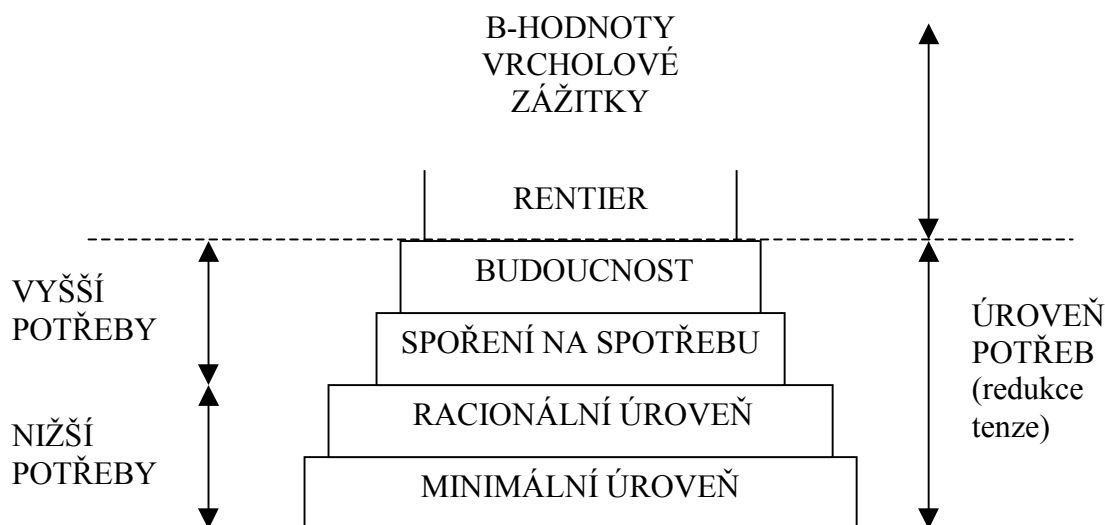 B-HODNOTY
VRCHOLOVÉ
ZÁŽITKY
RENTIER
BUDOUCNOST
VYŠŠÍ
POTŘEBY
SPOŘENÍ NA SPOTŘEBU
ÚROVEŇ
POTŘEB
(redukce
tenze)
RACIONÁLNÍ ÚROVEŇ
NIŽŠÍ
POTŘEBY
MINIMÁLNÍ ÚROVEŇ